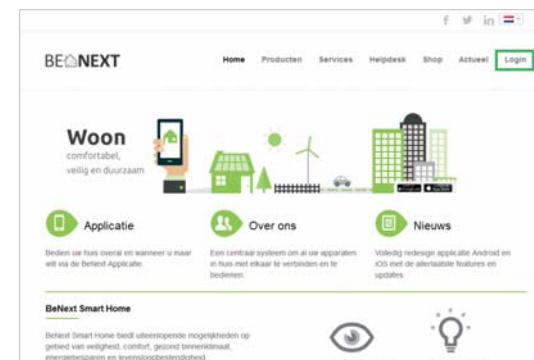 BENEXT
Home Producten Services Helpdesk Shop Actueel Login
Woon
comfortabel,
veilig en duurzaam
Applicatie
Over ons
Nieuws
Bedien uw huis overal en wanneer u maar
wilt via de BeNext Applicatie.
Een centraal systeem om al uw apparaten
in huis met elkaar te verbinden en te
bedienen.
Volledig redesign applicatie Android en
iOS met de allerlaatste features en
updates
BeNext Smart Home
BeNext Smart Home biedt uiteenlopende mogelijkheden op
gebied van veiligheid, comfort, gezond binnenklimaat,
energiebesparen en levensloopbestendigheid.